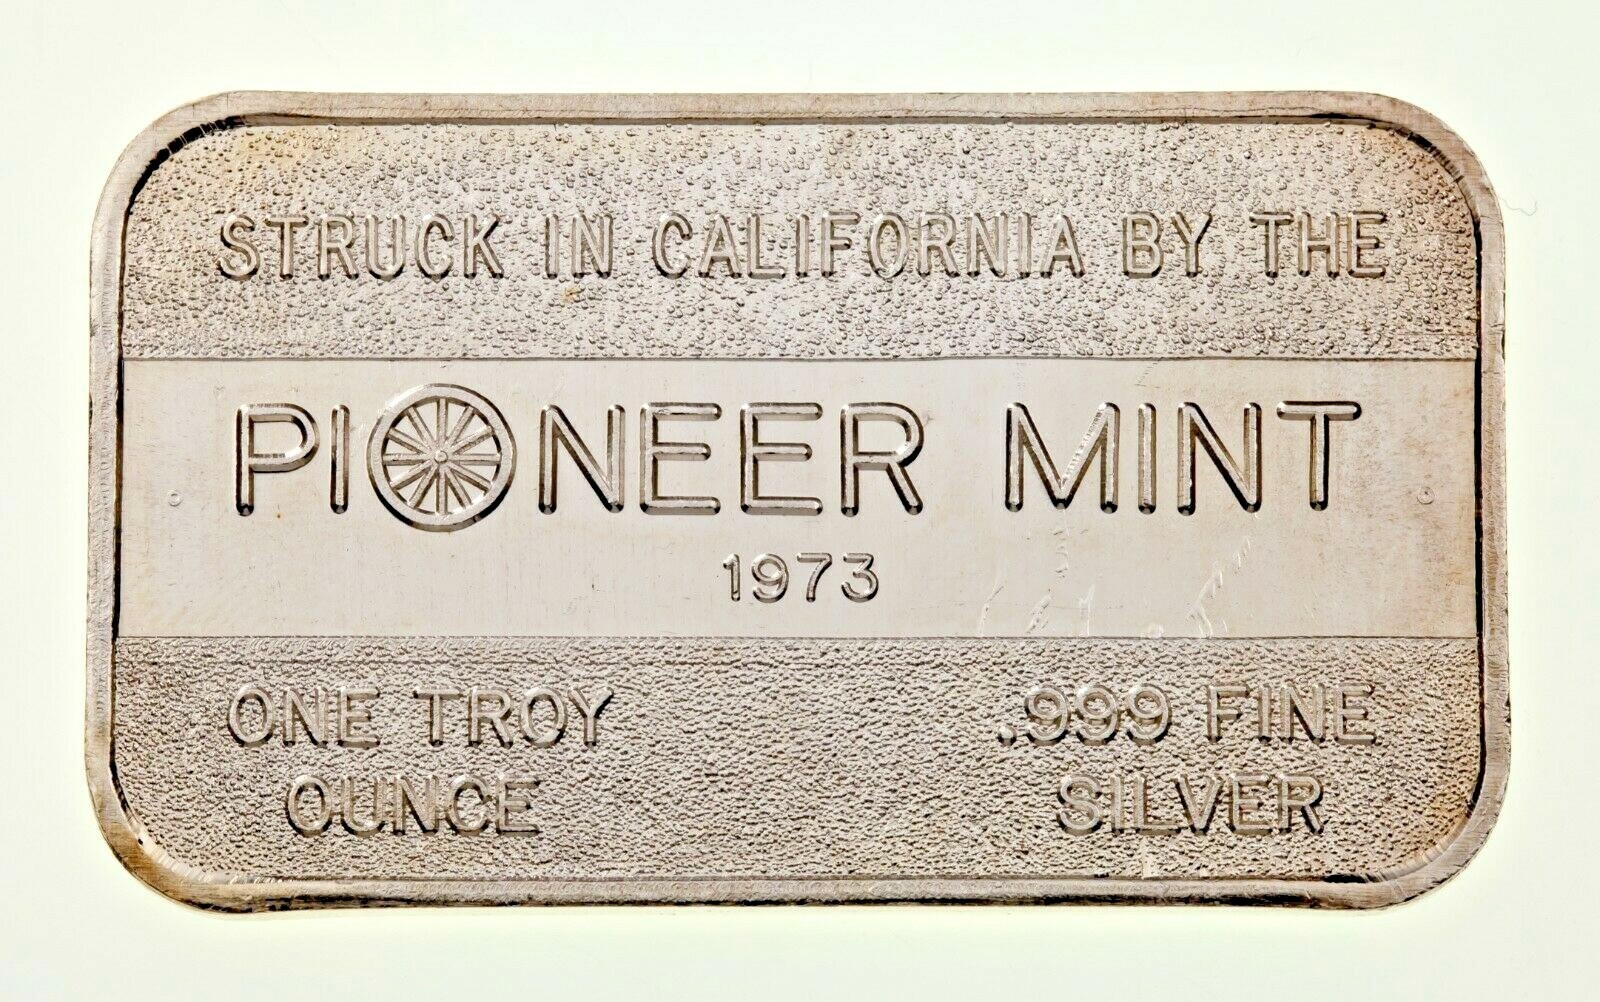 STRUCK IN CALIFORNIA BY THE
PIONEER MINT
1973
ONE TROY
OUNCE
.999 FINE
SILVER